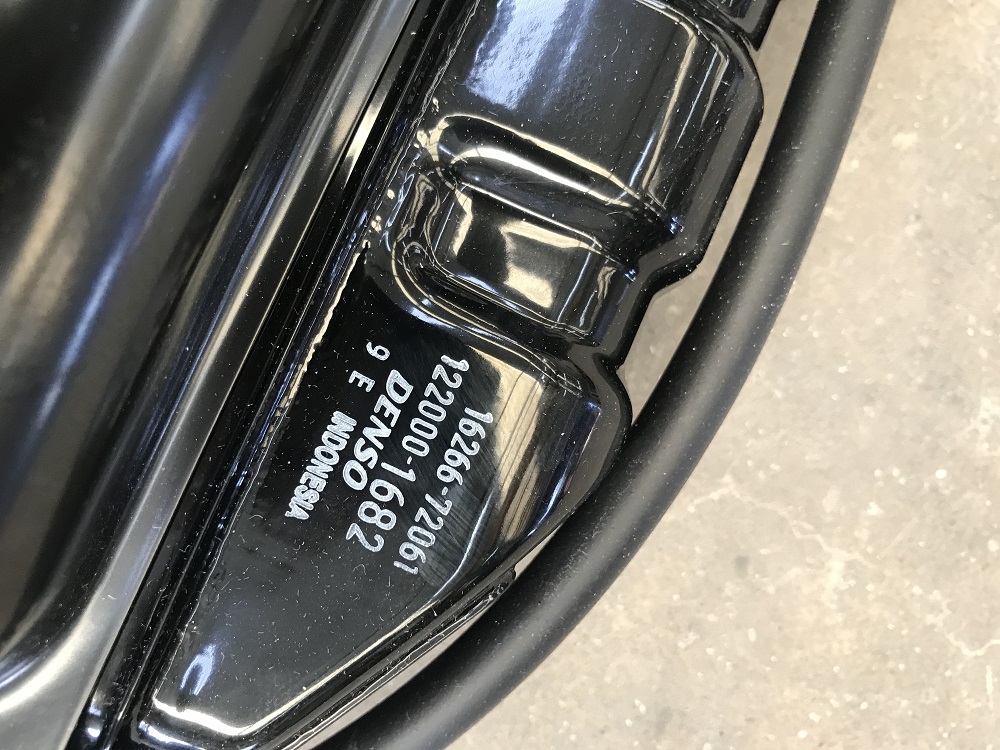 16266-72061
122000-1682
DENSO
9 E INDONESIA